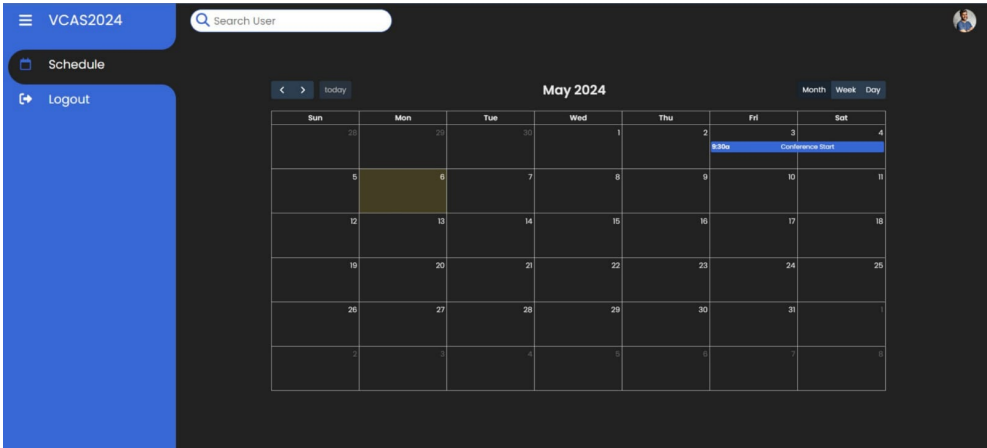 VCAS2024
Search User
Schedule
Logout
today
May 2024
Month Week Day
Sun Mon Tue Wed Thu Fri Sat
28 29 30 1 2 3 4
9:30a Conference Start
5 6 7 8 9 10 11
12 13 14 15 16 17 18
19 20 21 22 23 24 25
26 27 28 29 30 31 1
2 3 4 5 6 7 8